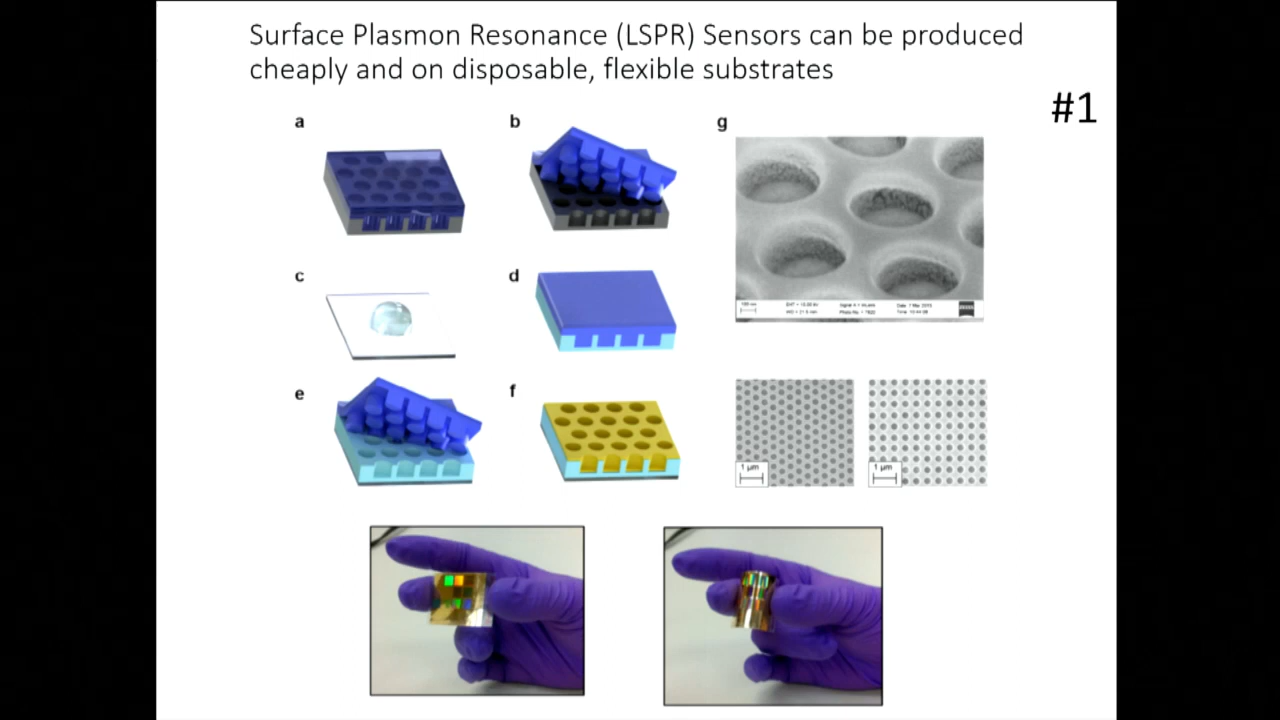 Surface Plasmon Resonance (LSPR) Sensors can be produced
cheaply and on disposable, flexible substrates
#1
a
b
g
c
d
e
f
1 µm
1 µm